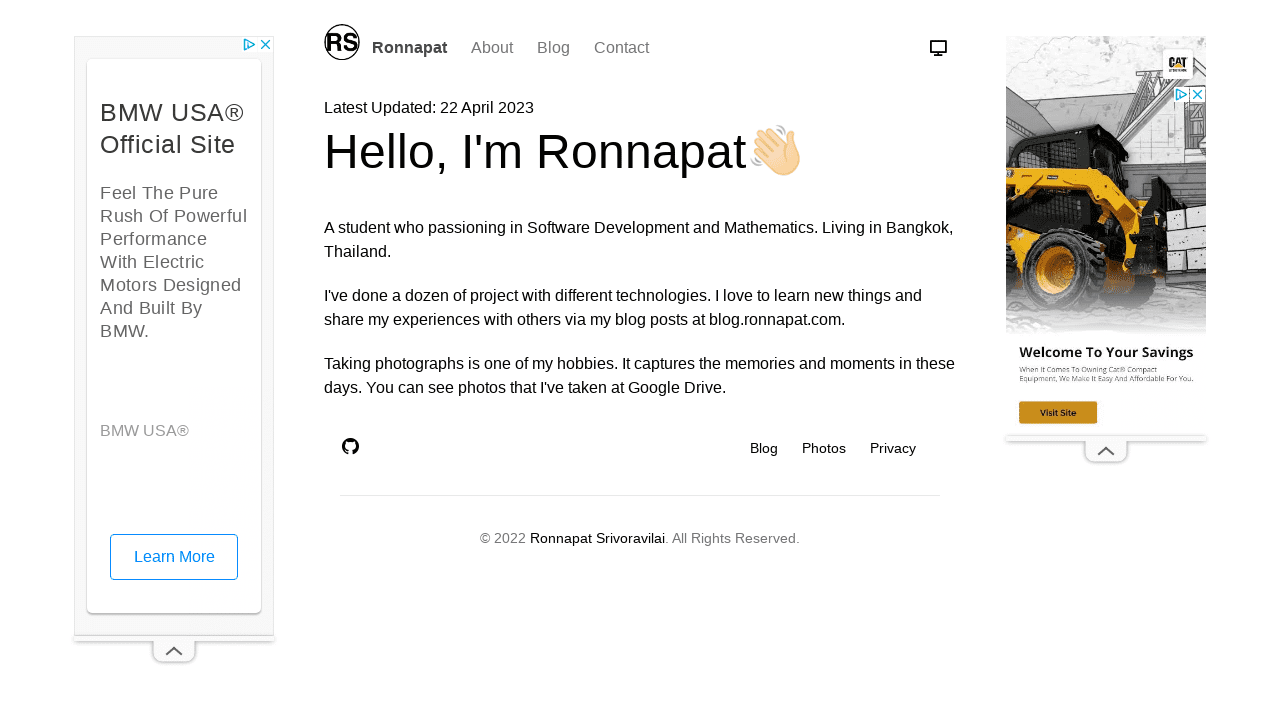 RS
Ronnapat About Blog Contact
Latest Updated: 22 April 2023
Hello, I'm Ronnapat
A student who passioning in Software Development and Mathematics. Living in Bangkok,
Thailand.
I've done a dozen of project with different technologies. I love to learn new things and
share my experiences with others via my blog posts at blog.ronnapat.com.
Taking photographs is one of my hobbies. It captures the memories and moments in these
days. You can see photos that I've taken at Google Drive.
Blog Photos Privacy
© 2022 Ronnapat Srivoravilai. All Rights Reserved.
BMW USA®
Official Site
Feel The Pure
Rush Of Powerful
Performance
With Electric
Motors Designed
And Built By
BMW.
BMW USA®
Learn More
CAT
Welcome To Your Savings
When It Comes To Owning Cat® Compact
Equipment, We Make It Easy And Affordable For You.
Visit Site